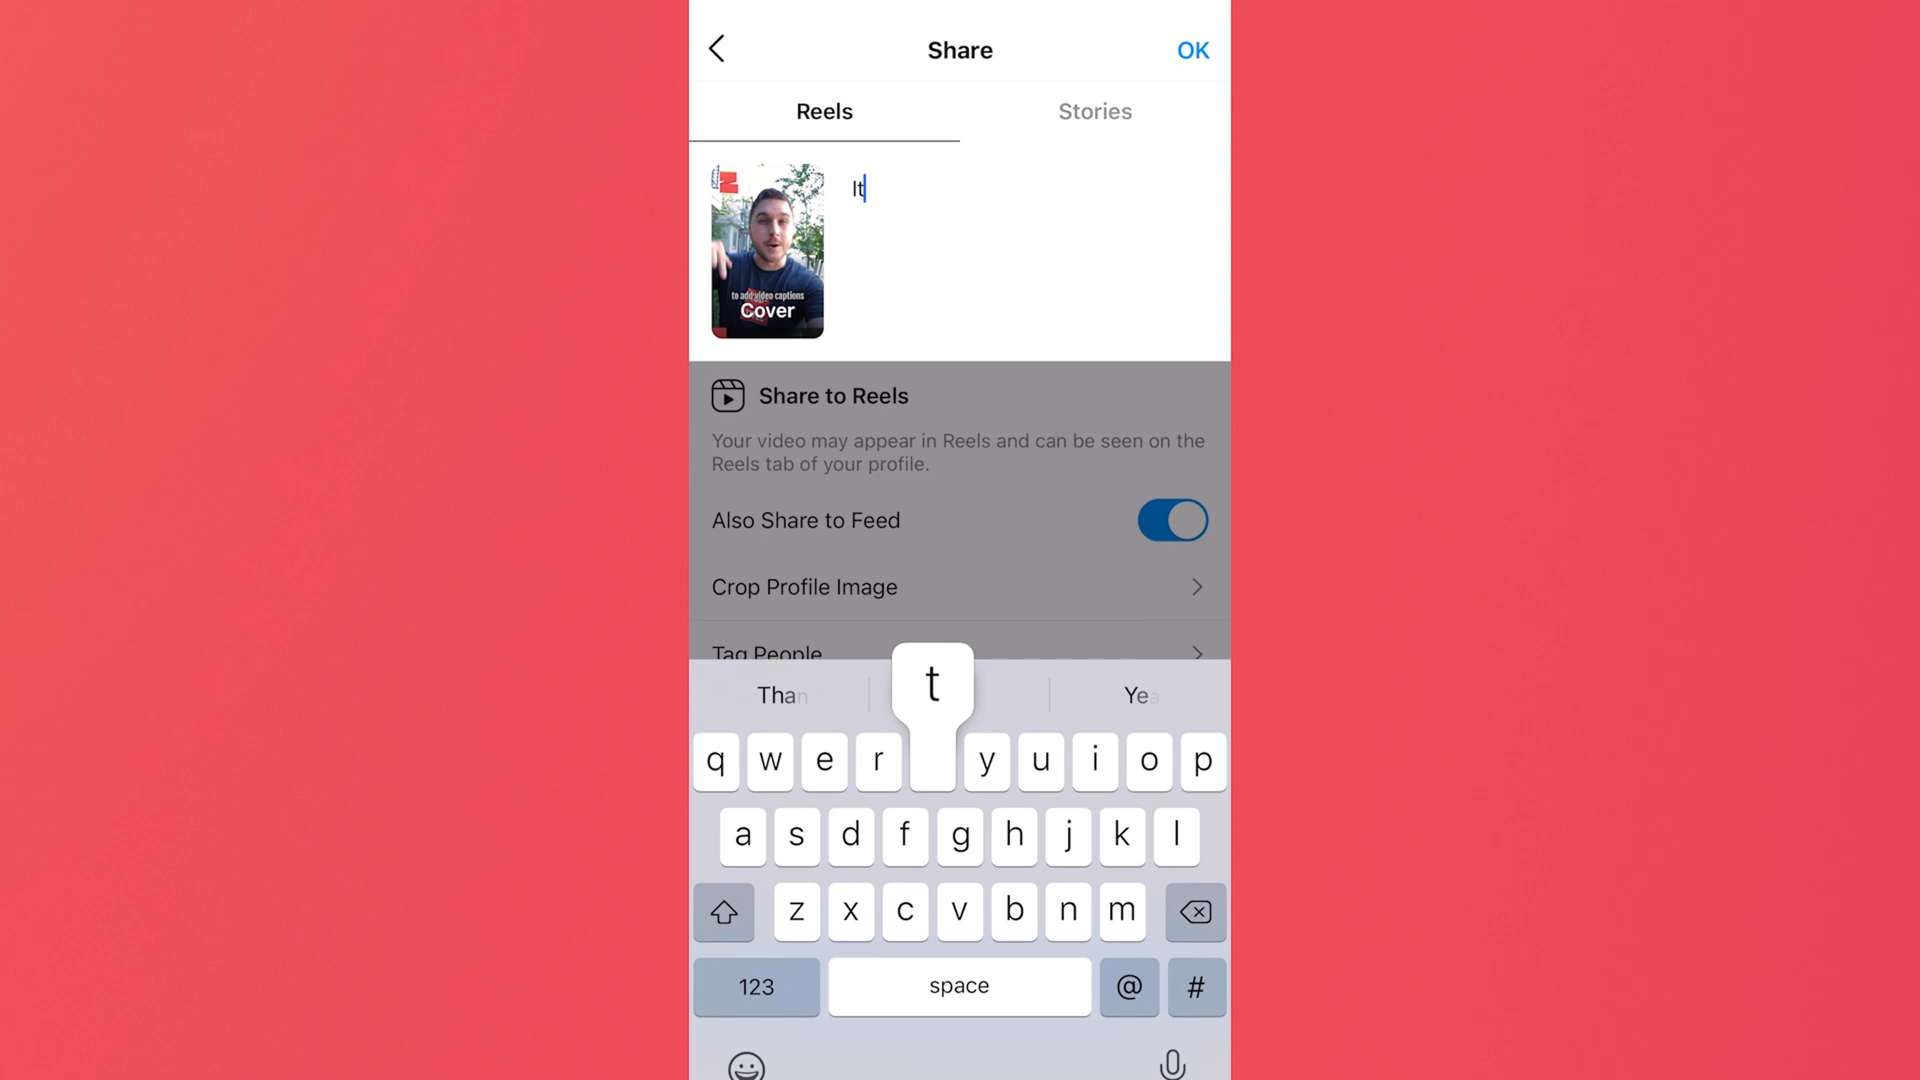 Share
OK
Reels
Stories
It
to add video captions
Cover
Share to Reels
Your video may appear in Reels and can be seen on the
Reels tab of your profile.
Also Share to Feed
Crop Profile Image
Tag People
Than
Yea
t
q w e r y u i o p
a s d f g h j k l
z x c v b n m
123 space @ #